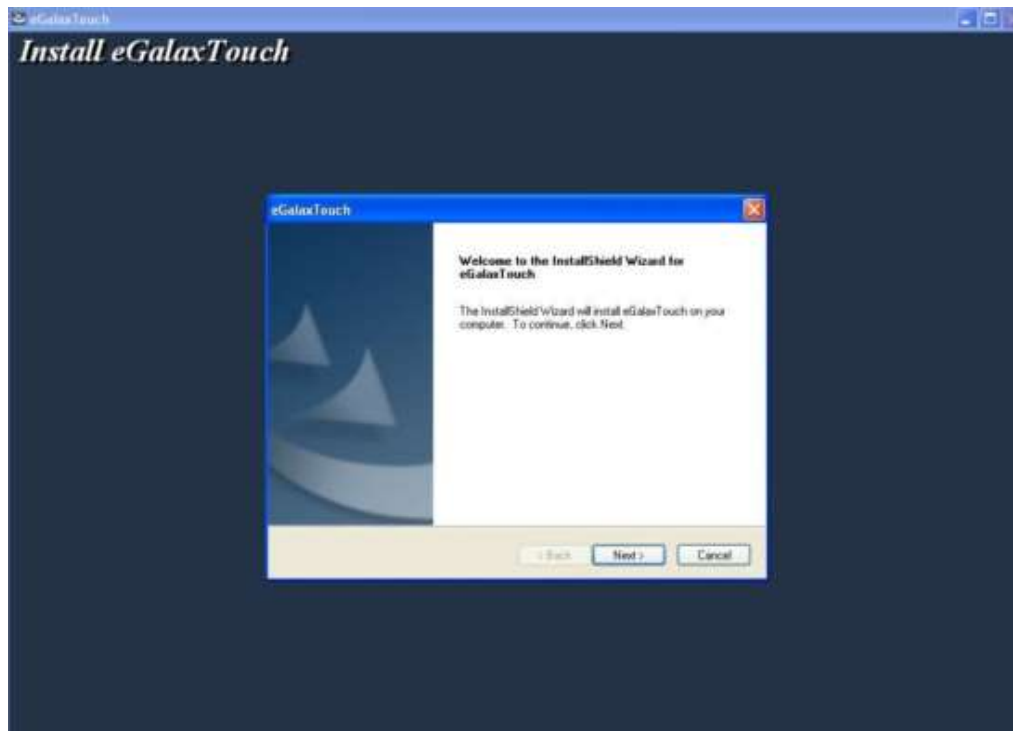 eGalaxTouch
Install eGalaxTouch
eGalaxTouch
Welcome to the InstallShield Wizard for
eGalaxTouch
The InstallShield Wizard will install eGalaxTouch on your
computer. To continue, click Next.
< Back Next > Cancel